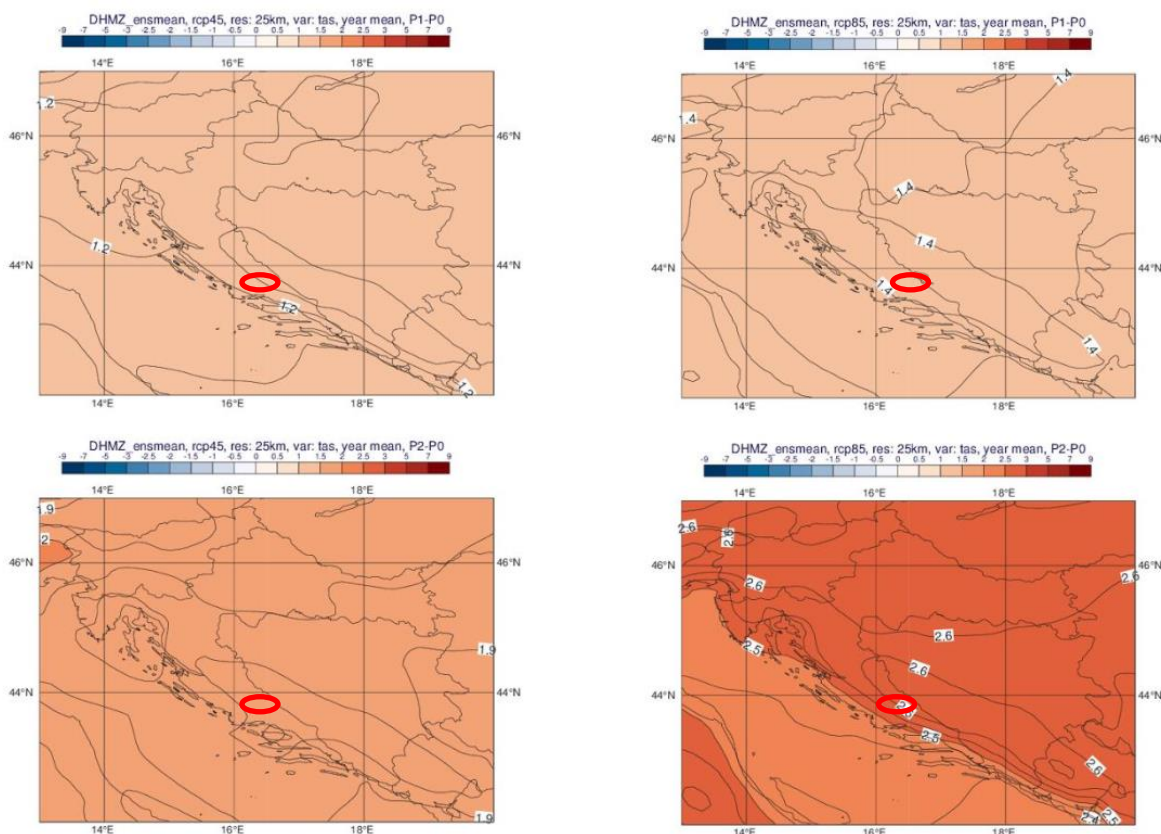 DHMZ_ensmean, rcp45, res: 25km, var: tas, year mean, P1-P0
-9 -7 -5 -3 -2 -1.5 -1 -0.5 0 0.5 1 1.5 2 2.5 3 5 7 9
1.2
46°N
46°N
1.2
44°N
44°N
1.2
1.2
14°E 16°E 18°E
DHMZ_ensmean, rcp85, res: 25km, var: tas, year mean, P1-P0
-9 -7 -5 -3 -2 -1.5 -1 -0.5 0 0.5 1 1.5 2 2.5 3 5 7 9
14°E 16°E 18°E
1.4
1.4
46°N
46°N
1.4
1.4
44°N
44°N
1.4
1.4
14°E 16°E 18°E
DHMZ_ensmean, rcp45, res: 25km, var: tas, year mean, P2-P0
-9 -7 -5 -3 -2 -1.5 -1 -0.5 0 0.5 1 1.5 2 2.5 3 5 7 9
14°E 16°E 18°E
1.9
2
46°N
46°N
1.9
44°N
44°N
1.9
14°E 16°E 18°E
DHMZ_ensmean, rcp85, res: 25km, var: tas, year mean, P2-P0
-9 -7 -5 -3 -2 -1.5 -1 -0.5 0 0.5 1 1.5 2 2.5 3 5 7 9
14°E 16°E 18°E
2.6
2.6
46°N
46°N
2.6
2.6
2.6
2.5
2.6
44°N
44°N
2.5
2.6
2.5
2.4
14°E 16°E 18°E